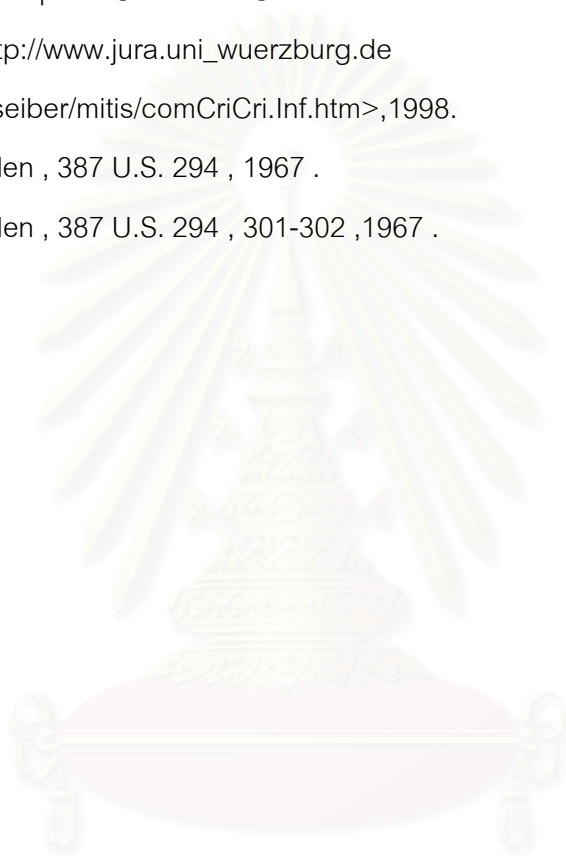 tp://www.jura.uni_wuerzburg.de
seiber/mitis/comCriCri.Inf.htm>,1998.
den , 387 U.S. 294 , 1967 .
den , 387 U.S. 294 , 301-302 ,1967 .